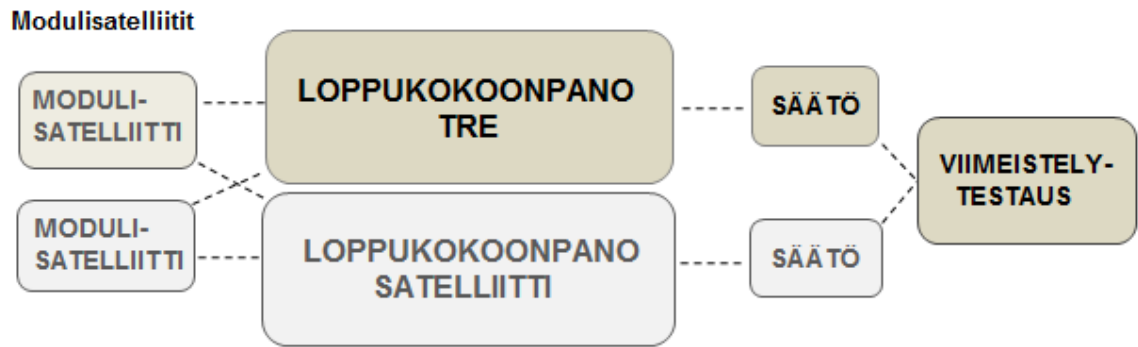 Modulisatelliitit
MODULI-
SATELLIITTI
MODULI-
SATELLIITTI
LOPPUKOKOONPANO
TRE
LOPPUKOKOONPANO
SATELLIITTI
SÄÄTÖ
SÄÄTÖ
VIIMEISTELY-
TESTAUS